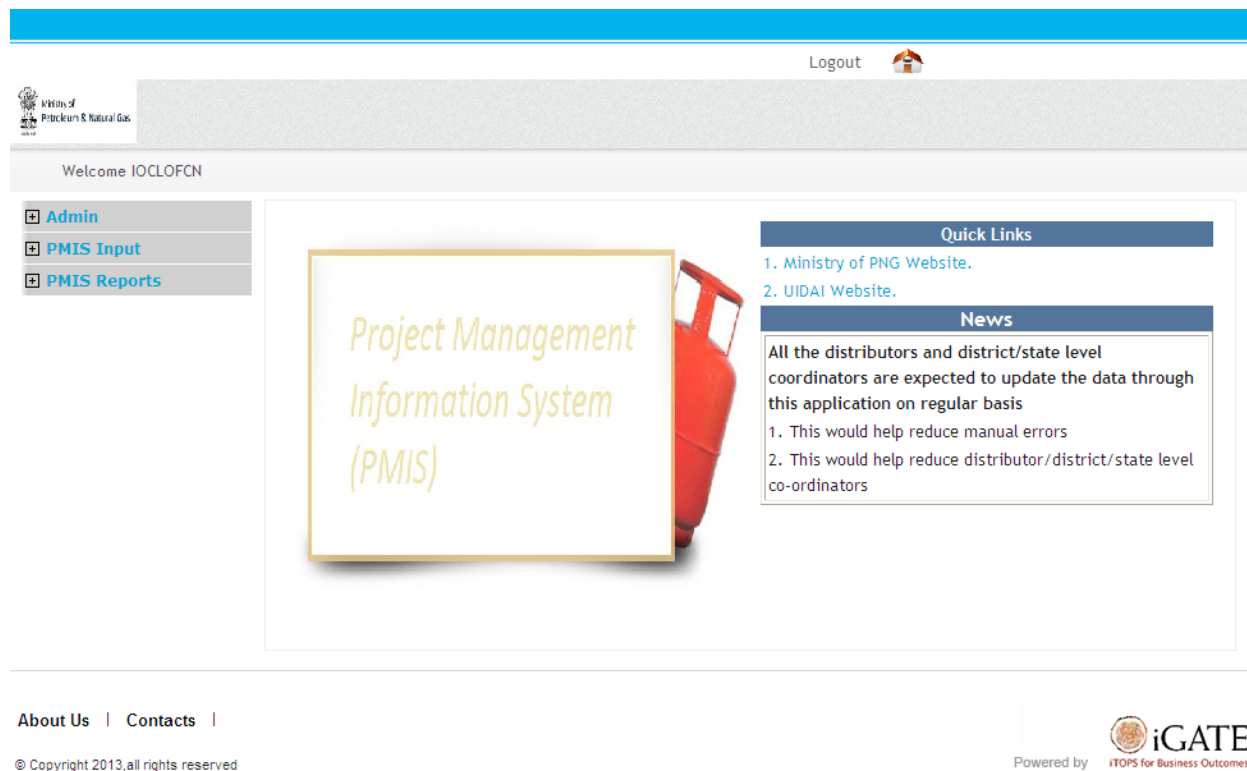 Logout
Ministry of
Petroleum & Natural Gas
Welcome IOCLOFCN
Admin
PMIS Input
PMIS Reports
Project Management
Information System
(PMIS)
Quick Links
1. Ministry of PNG Website.
2. UIDAI Website.
News
All the distributors and district/state level
coordinators are expected to update the data through
this application on regular basis
1. This would help reduce manual errors
2. This would help reduce distributor/district/state level
co-ordinators
About Us | Contacts |
© Copyright 2013,all rights reserved
Powered by
iGATE
iTOPS for Business Outcomes